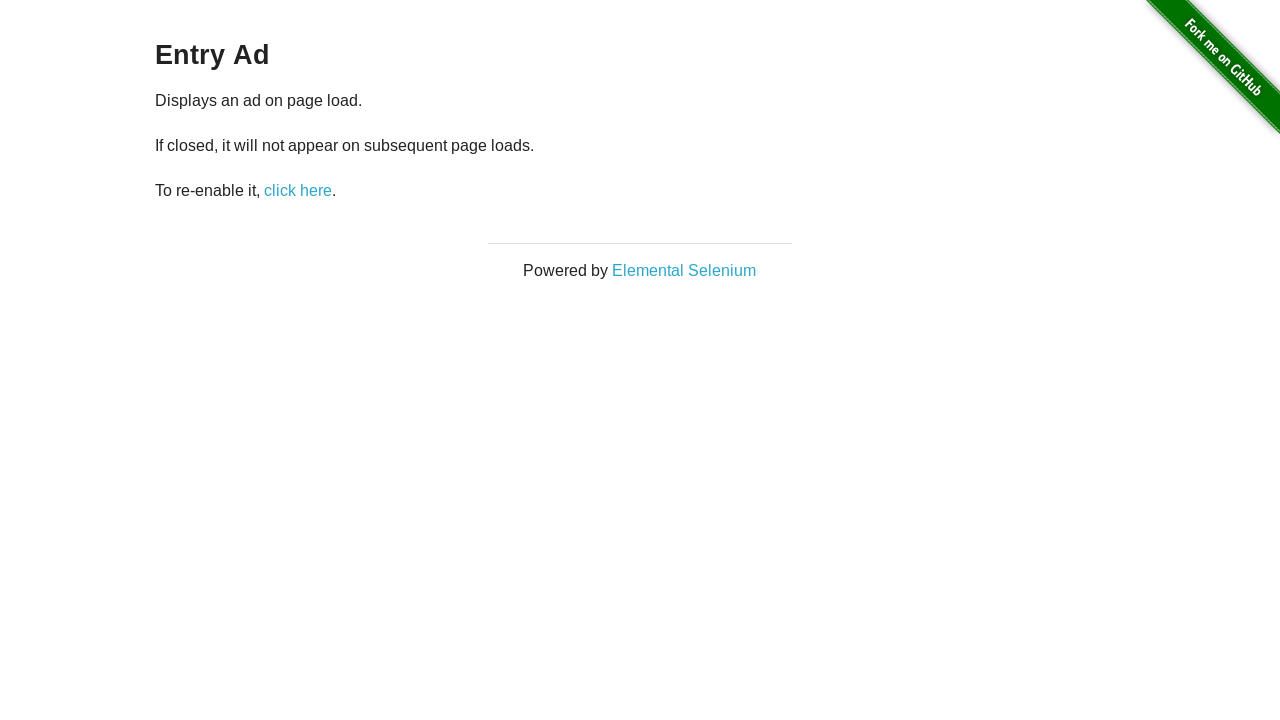 Entry Ad
Displays an ad on page load.
If closed, it will not appear on subsequent page loads.
To re-enable it, click here.
Powered by Elemental Selenium
Fork me on GitHub